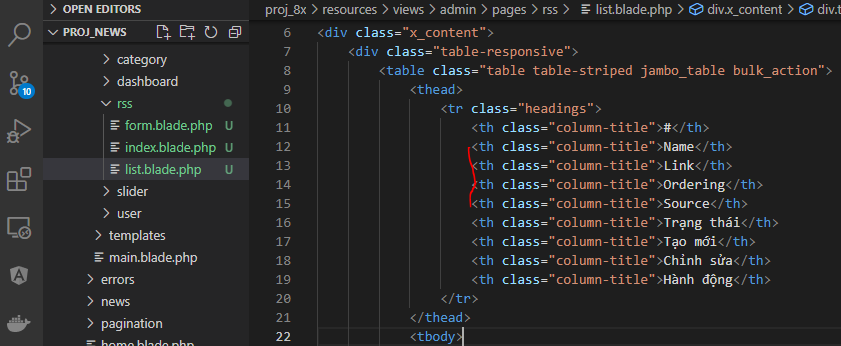 OPEN EDITORS
PROJ_NEWS
category
dashboard
rss
form.blade.php U
index.blade.php U
list.blade.php U
slider
user
templates
main.blade.php
errors
news
pagination
home.blade.php
10
proj_8x > resources > views > admin > pages > rss > list.blade.php > div.x_content > div.t
6 <div class="x_content">
7 <div class="table-responsive">
8 <table class="table table-striped jambo_table bulk_action">
9 <thead>
10 <tr class="headings">
11 <th class="column-title">#</th>
12 <th class="column-title">Name</th>
13 <th class="column-title">Link</th>
14 <th class="column-title">Ordering</th>
15 <th class="column-title">Source</th>
16 <th class="column-title">Trạng thái</th>
17 <th class="column-title">Tạo mới</th>
18 <th class="column-title">Chỉnh sửa</th>
19 <th class="column-title">Hành động</th>
20 </tr>
21 </thead>
22 <tbody>